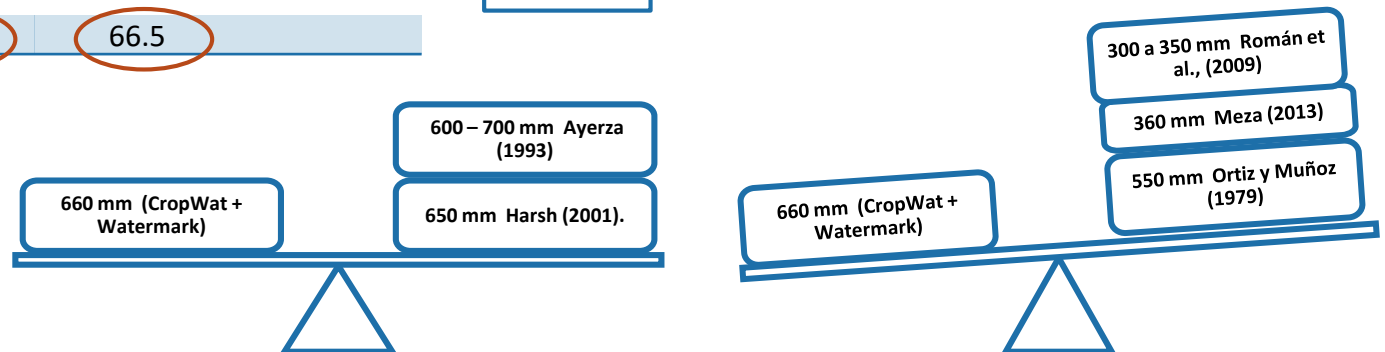 66.5
600 – 700 mm Ayerza
(1993)
660 mm (CropWat +
Watermark)
650 mm Harsh (2001).
300 a 350 mm Román et
al., (2009)
360 mm Meza (2013)
550 mm Ortiz y Muñoz
(1979)
660 mm (CropWat +
Watermark)